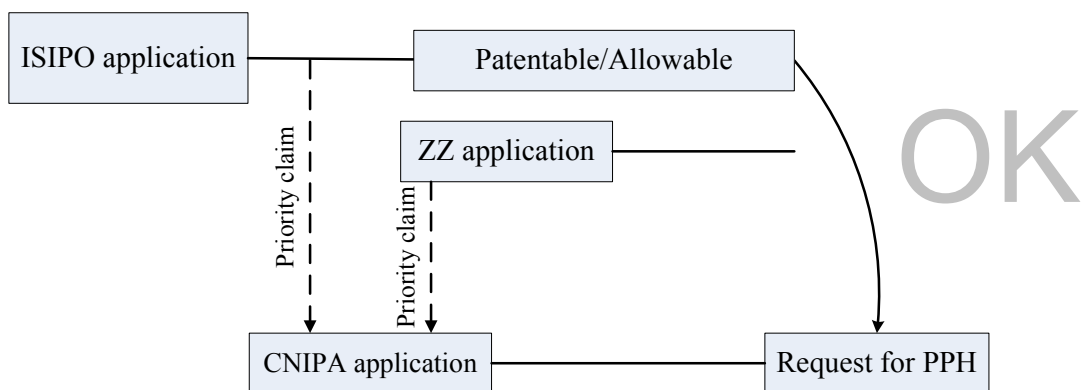 ISIPO application
Patentable/Allowable
OK
ZZ application
Priority claim
Priority claim
CNIPA application
Request for PPH